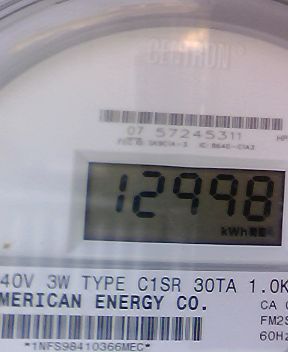 CENTRON®
07 57245311
12998
kWh
40V 3W TYPE C1SR 30TA 1.0K
MERICAN ENERGY CO. CA
FM2S
60Hz
*1NFS98410366MEC*